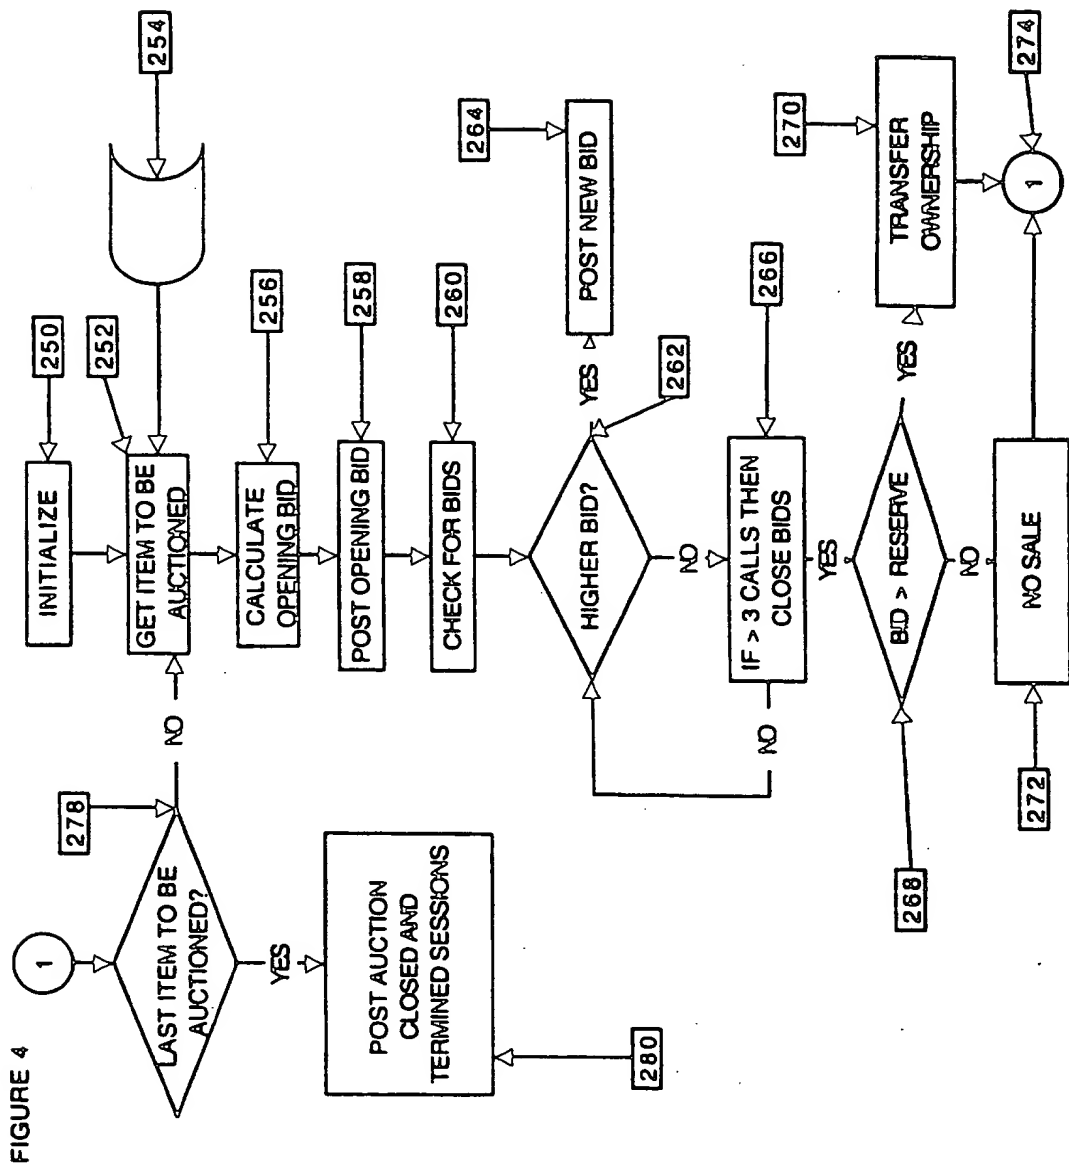 FIGURE 4
1
278
LAST ITEM TO BE
AUCTIONED?
NO
YES
POST AUCTION
CLOSED AND
TERMINED SESSIONS
280
250
INITIALIZE
252
254
GET ITEM TO BE
AUCTIONED
256
CALCULATE
OPENING BID
258
POST OPENING BID
260
CHECK FOR BIDS
262
HIGHER BID?
YES
264
POST NEW BID
NO
266
IF > 3 CALLS THEN
CLOSE BIDS
NO
YES
268
BID > RESERVE
YES
270
TRANSFER
OWNERSHIP
NO
272
NO SALE
274
1